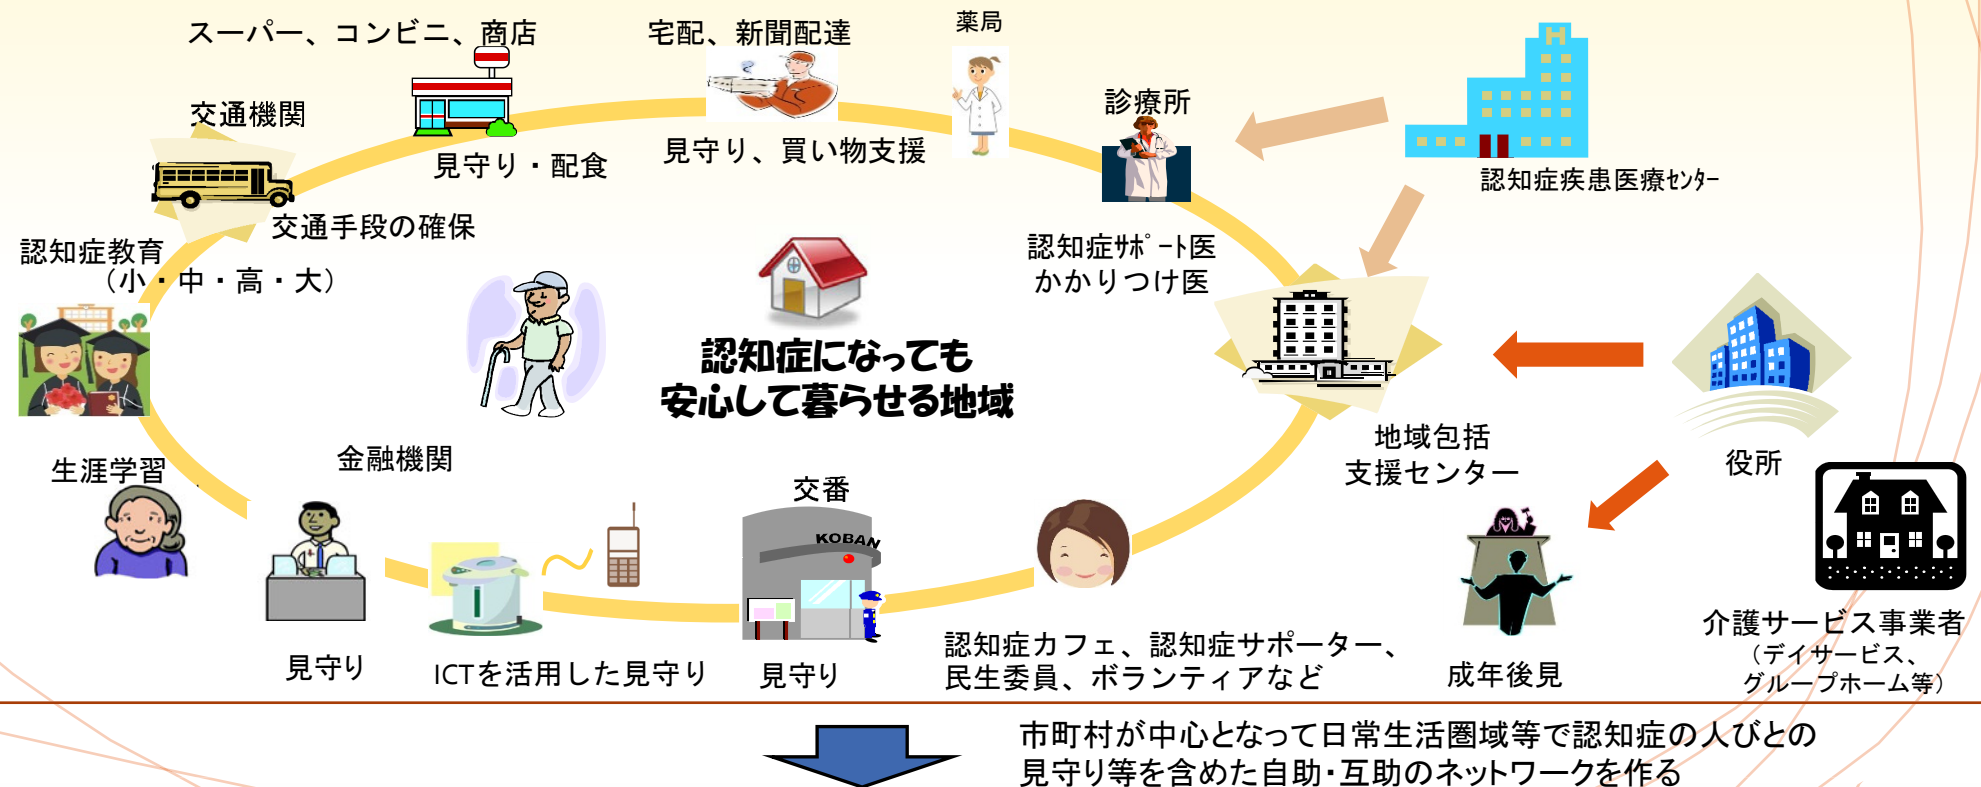 スーパー、コンビニ、商店
宅配、新聞配達
薬局
交通機関
診療所
見守り・配食
見守り、買い物支援
認知症疾患医療ｾﾝﾀｰ
交通手段の確保
認知症教育
（小・中・高・大）
認知症ｻﾎﾟｰﾄ医
かかりつけ医
認知症になっても
安心して暮らせる地域
地域包括
支援センター
役所
生涯学習
金融機関
交番
KOBAN
見守り
ICTを活用した見守り
見守り
認知症カフェ、認知症サポーター、
民生委員、ボランティアなど
成年後見
介護サービス事業者
（デイサービス、
グループホーム等）
市町村が中心となって日常生活圏域等で認知症の人びとの
見守り等を含めた自助・互助のネットワークを作る
H